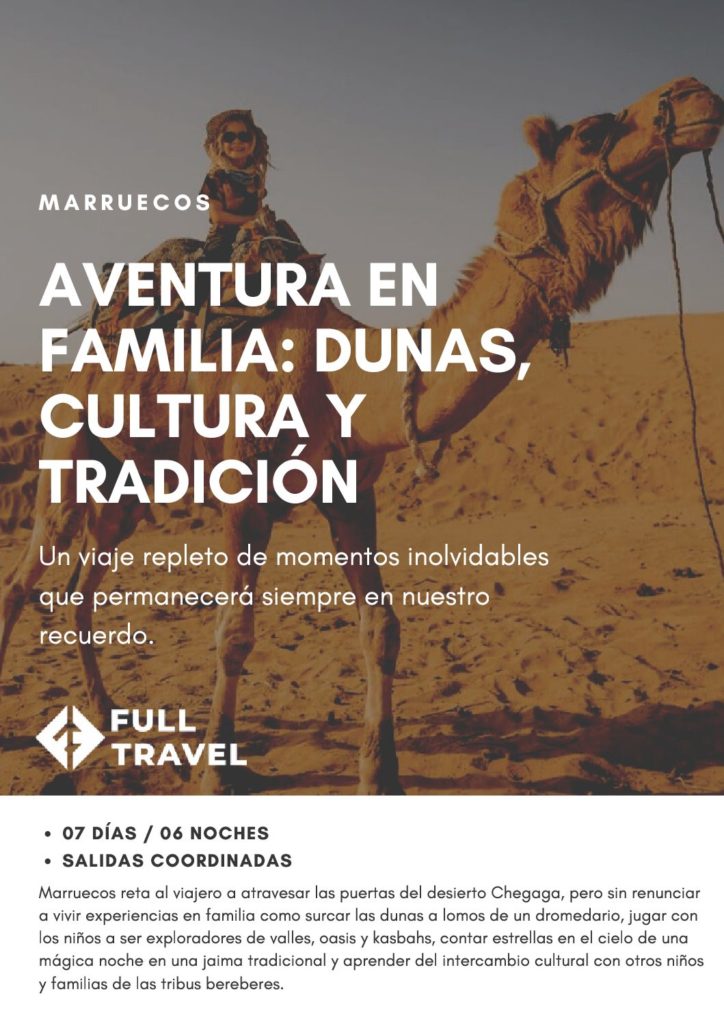 MARRUECOS
AVENTURA EN
FAMILIA: DUNAS,
CULTURA Y
TRADICIÓN
Un viaje repleto de momentos inolvidables
que permanecerá siempre en nuestro
recuerdo.
FULL
TRAVEL
• 07 DÍAS / 06 NOCHES
• SALIDAS COORDINADAS
Marruecos reta al viajero a atravesar las puertas del desierto Chegaga, pero sin renunciar
a vivir experiencias en familia como surcar las dunas a lomos de un dromedario, jugar con
los niños a ser exploradores de valles, oasis y kasbahs, contar estrellas en el cielo de una
mágica noche en una jaima tradicional y aprender del intercambio cultural con otros niños
y familias de las tribus bereberes.